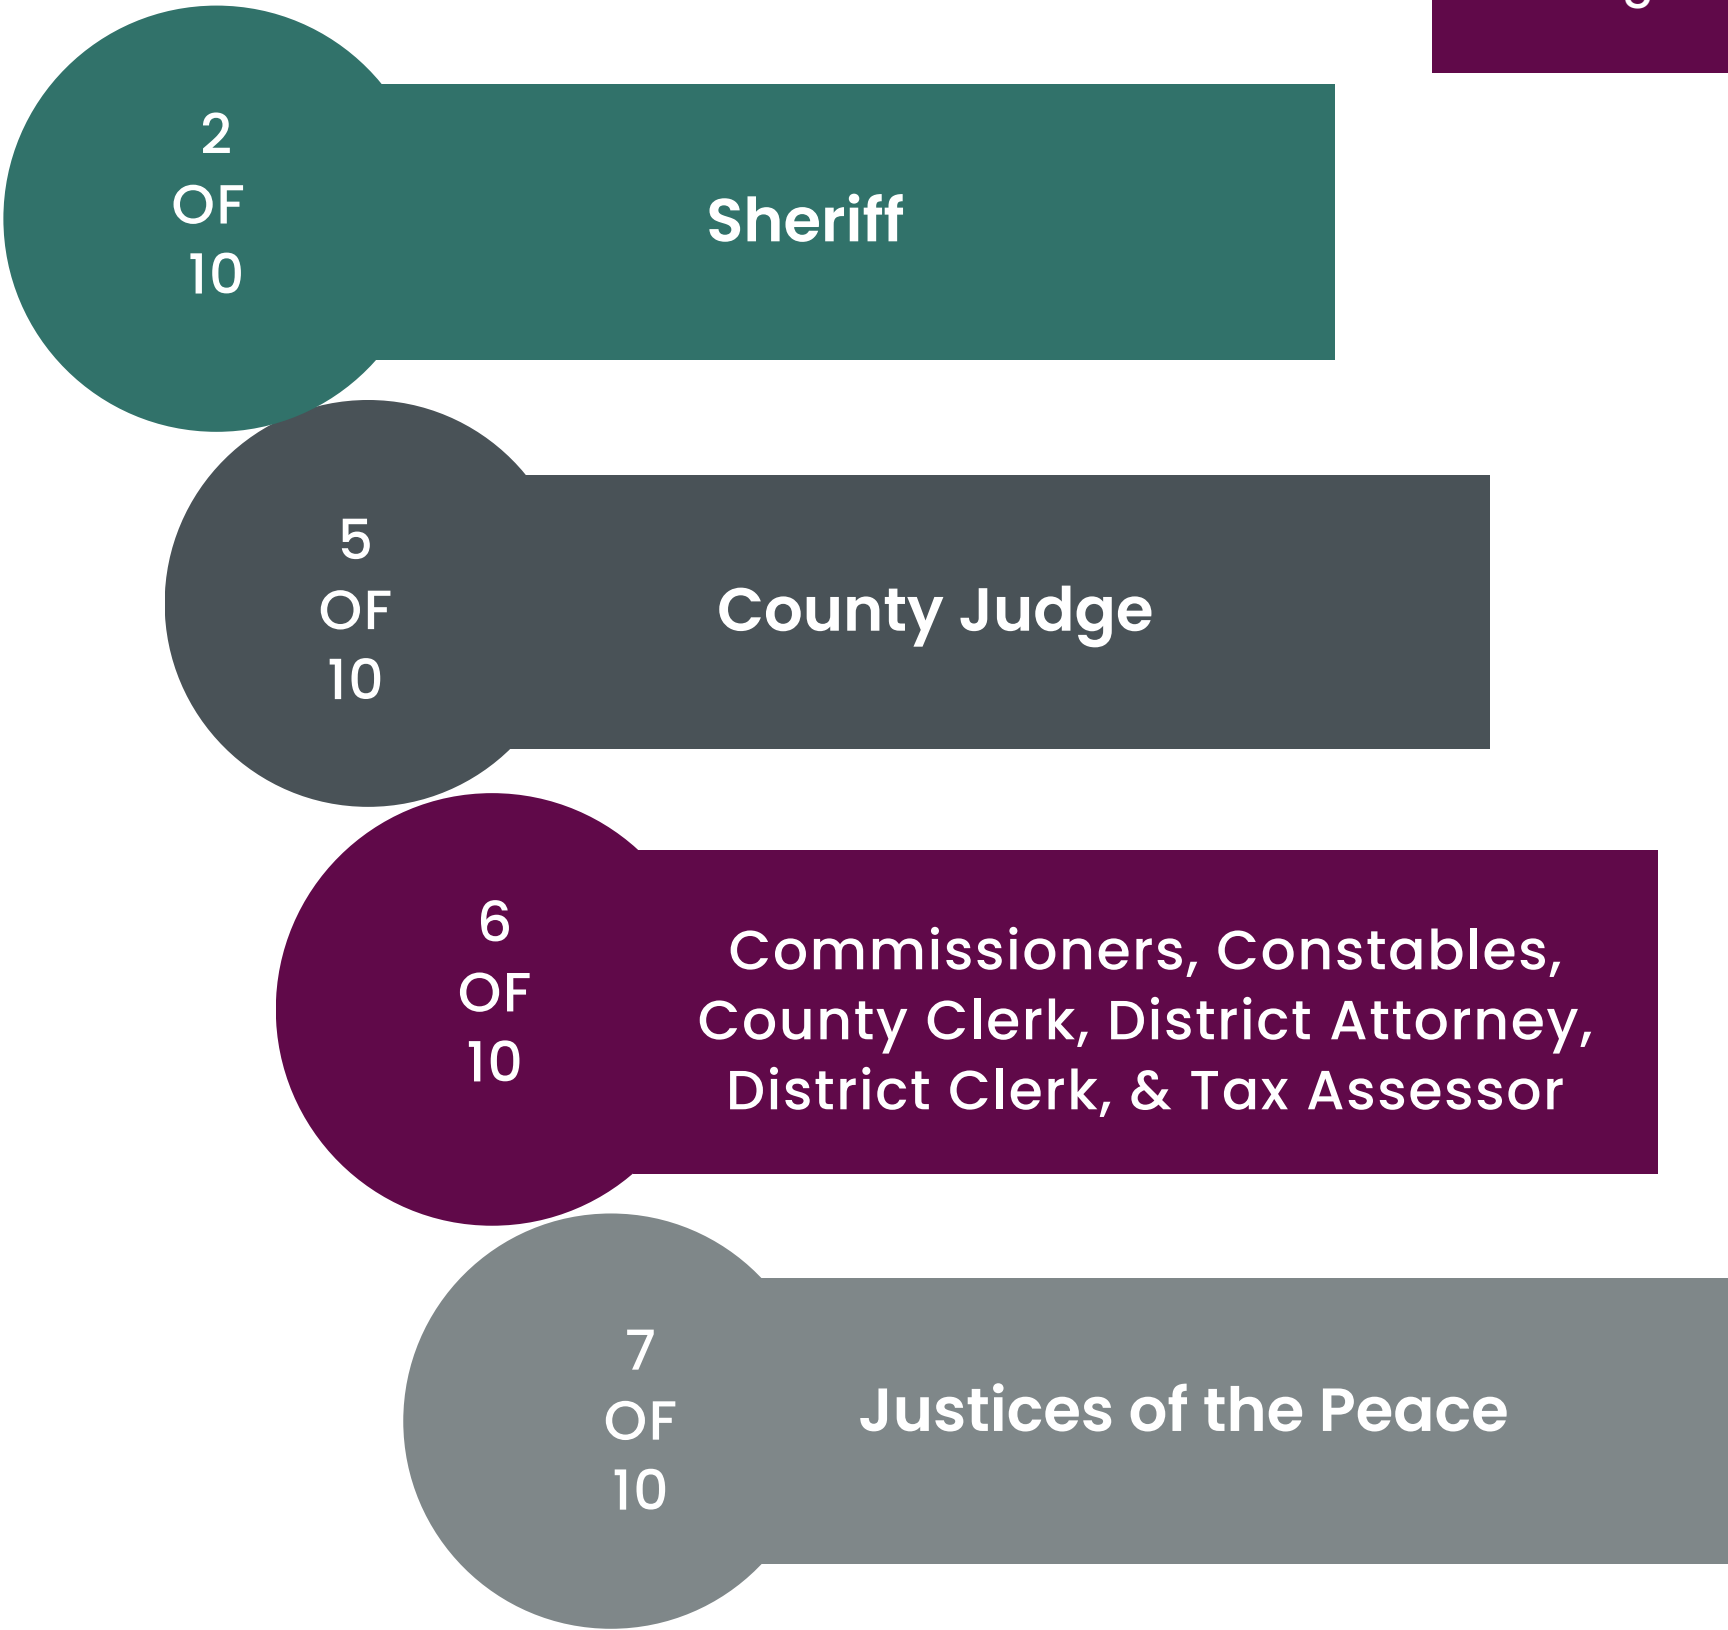 2
OF
10
Sheriff
5
OF
10
County Judge
6
OF
10
Commissioners, Constables,
County Clerk, District Attorney,
District Clerk, & Tax Assessor
7
OF
10
Justices of the Peace